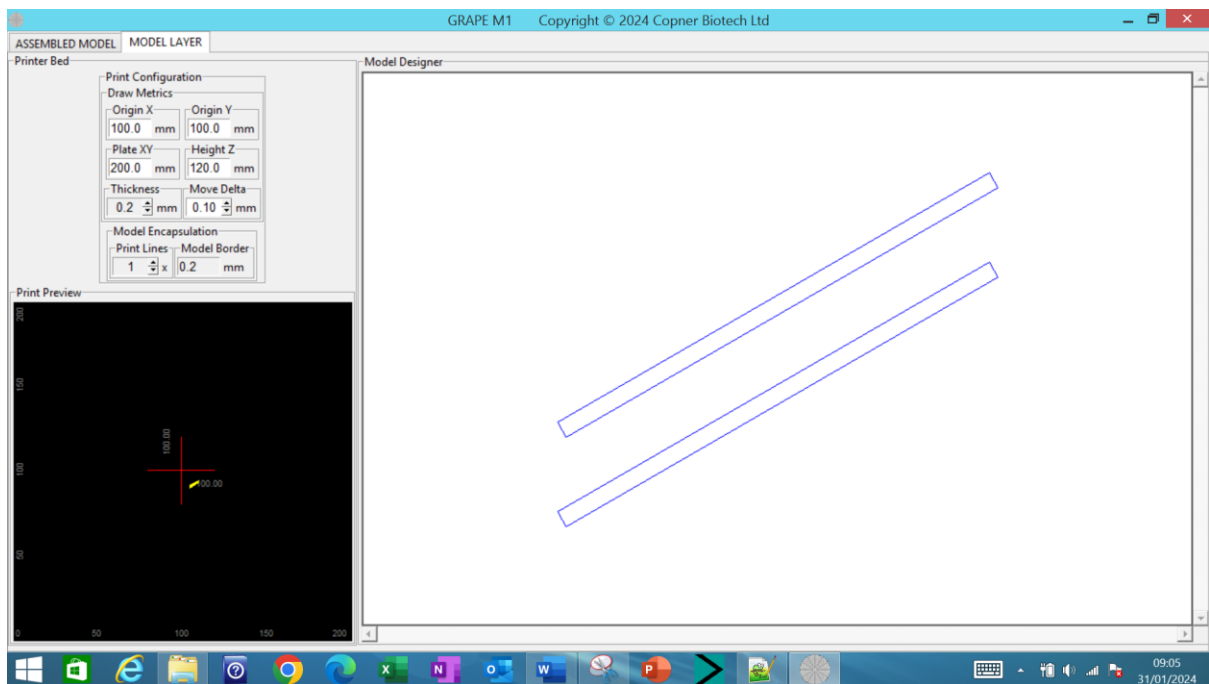 GRAPE M1 Copyright © 2024 Copner Biotech Ltd
ASSEMBLED MODEL MODEL LAYER
Printer Bed
Print Configuration
Draw Metrics
Origin X Origin Y
100.0 mm 100.0 mm
Plate XY Height Z
200.0 mm 120.0 mm
Thickness Move Delta
0.2 mm 0.10 mm
Model Encapsulation
Print Lines Model Border
1 x 0.2 mm
Print Preview
200
150
100
50
100.00
100.00
0 50 100 150 200
Model Designer
09:05
31/01/2024